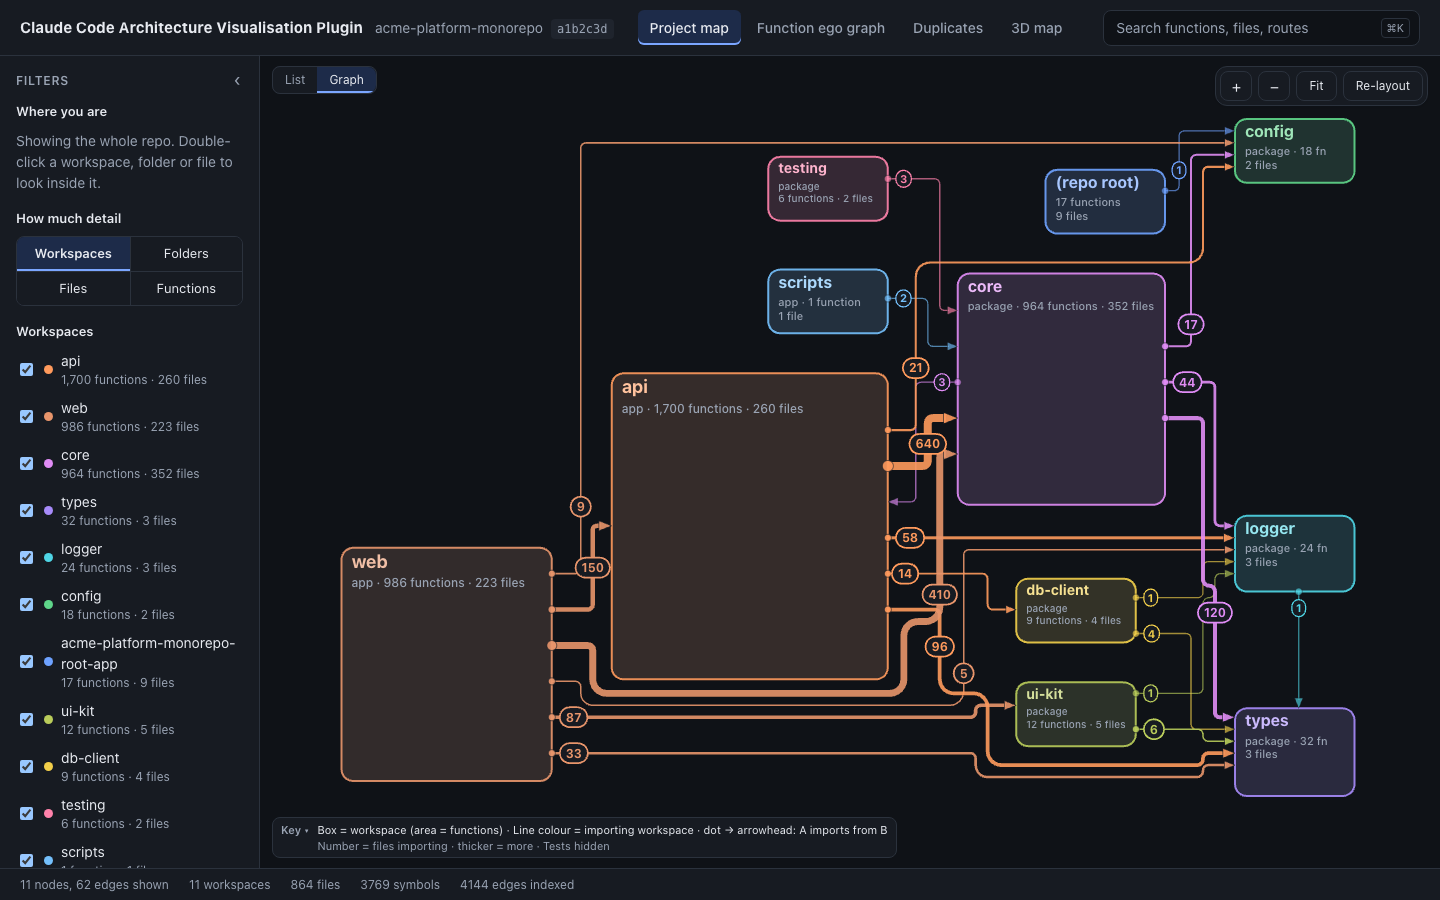 Claude Code Architecture Visualisation Plugin
acme-platform-monorepo
a1b2c3d
Project map
Function ego graph
Duplicates
3D map
Search functions, files, routes
⌘K
FILTERS
Where you are
Showing the whole repo. Double-
click a workspace, folder or file to
look inside it.
How much detail
Workspaces
Folders
Files
Functions
Workspaces
api
1,700 functions · 260 files
web
986 functions · 223 files
core
964 functions · 352 files
types
32 functions · 3 files
logger
24 functions · 3 files
config
18 functions · 2 files
acme-platform-monorepo-
root-app
17 functions · 9 files
ui-kit
12 functions · 5 files
db-client
9 functions · 4 files
testing
6 functions · 2 files
scripts
List
Graph
+
−
Fit
Re-layout
config
package · 18 fn
2 files
testing
package
6 functions · 2 files
3
(repo root)
17 functions
9 files
1
scripts
app · 1 function
1 file
2
core
package · 964 functions · 352 files
17
21
3
44
api
app · 1,700 functions · 260 files
640
9
150
58
14
410
96
5
web
app · 986 functions · 223 files
87
33
logger
package · 24 fn
3 files
1
120
db-client
package
9 functions · 4 files
1
4
ui-kit
package
12 functions · 5 files
1
6
types
package · 32 fn
3 files
Key ▾ Box = workspace (area = functions) · Line colour = importing workspace · dot → arrowhead: A imports from B
Number = files importing · thicker = more · Tests hidden
11 nodes, 62 edges shown
11 workspaces
864 files
3769 symbols
4144 edges indexed